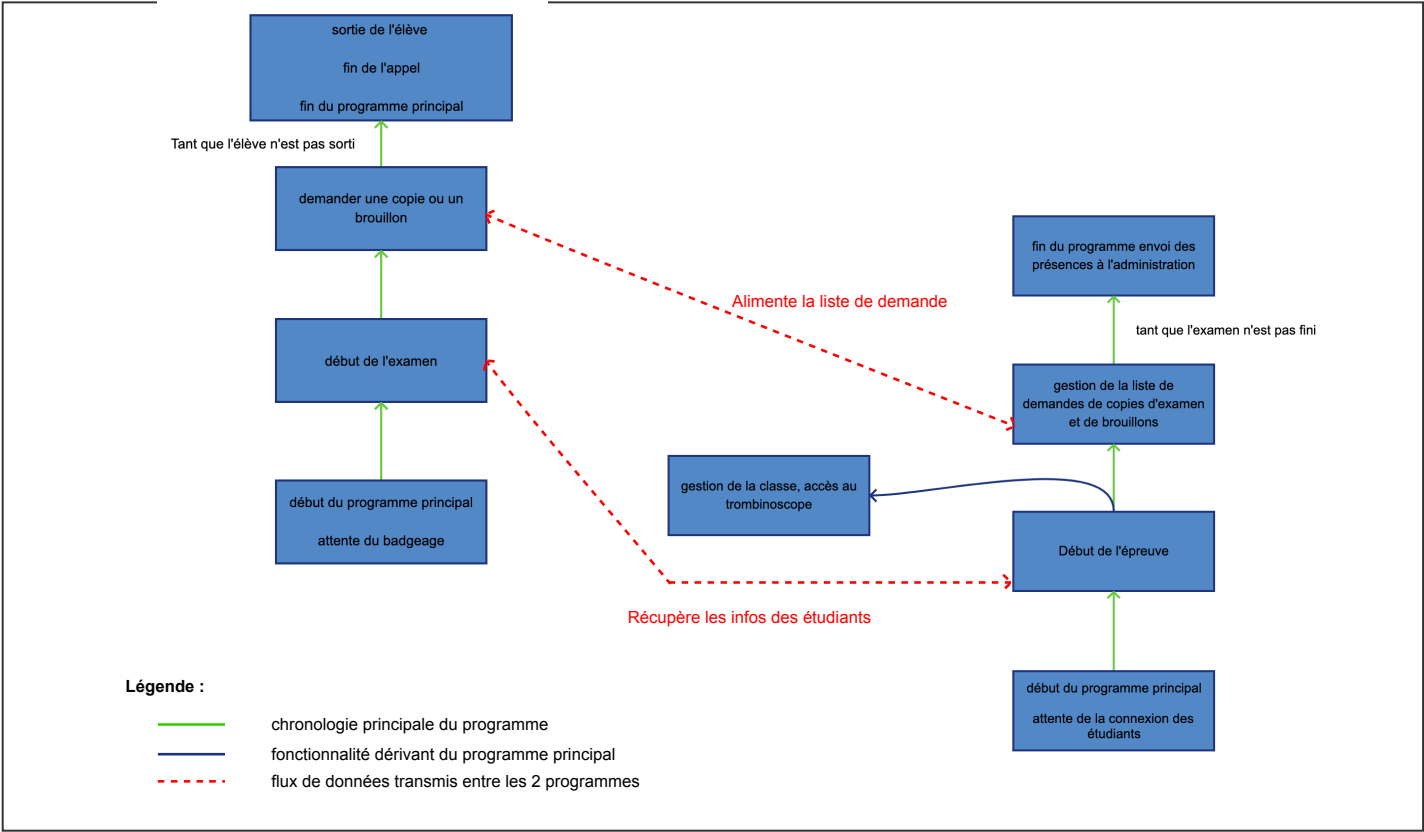 sortie de l'élève
fin de l'appel
fin du programme principal
Tant que l'élève n'est pas sorti
demander une copie ou un
brouillon
début de l'examen
début du programme principal
attente du badgeage
Alimente la liste de demande
Récupère les infos des étudiants
fin du programme envoi des
présences à l'administration
tant que l'examen n'est pas fini
gestion de la liste de
demandes de copies d'examen
et de brouillons
gestion de la classe, accès au
trombinoscope
Début de l'épreuve
début du programme principal
attente de la connexion des
étudiants
Légende :
chronologie principale du programme
fonctionnalité dérivant du programme principal
flux de données transmis entre les 2 programmes